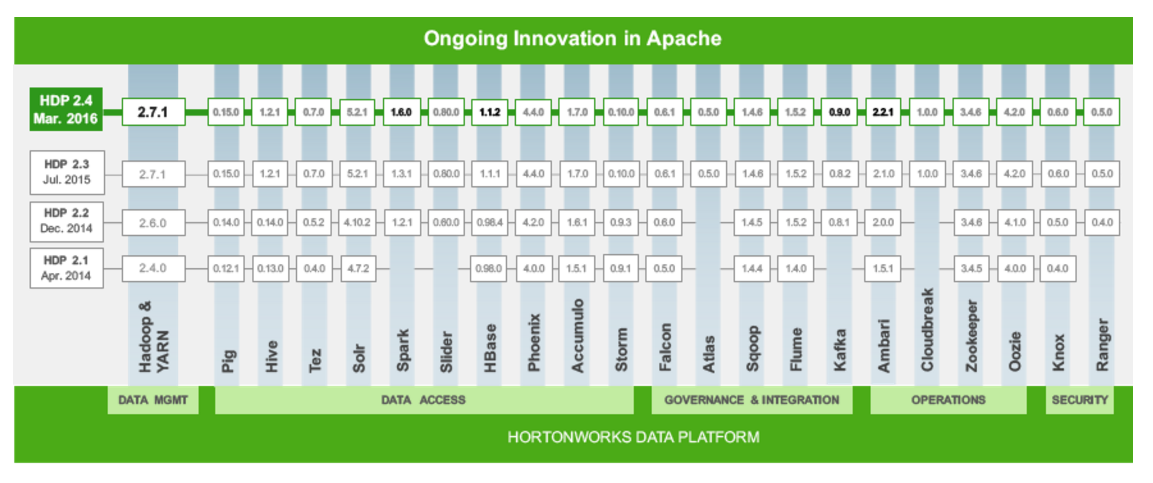 Ongoing Innovation in Apache
HDP 2.4
Mar. 2016
2.7.1 0.15.0 1.2.1 0.7.0 5.2.1 1.6.0 0.80.0 1.1.2 4.4.0 1.7.0 0.10.0 0.6.1 0.5.0 1.4.6 1.5.2 0.9.0 2.2.1 1.0.0 3.4.6 4.2.0 0.6.0 0.5.0
HDP 2.3
Jul. 2015
2.7.1 0.15.0 1.2.1 0.7.0 5.2.1 1.3.1 0.80.0 1.1.1 4.4.0 1.7.0 0.10.0 0.6.1 0.5.0 1.4.6 1.5.2 0.8.2 2.1.0 1.0.0 3.4.6 4.2.0 0.6.0 0.5.0
HDP 2.2
Dec. 2014
2.6.0 0.14.0 0.14.0 0.5.2 4.10.2 1.2.1 0.60.0 0.98.4 4.2.0 1.6.1 0.9.3 0.6.0 1.4.5 1.5.2 0.8.1 2.0.0 3.4.6 4.1.0 0.5.0 0.4.0
HDP 2.1
Apr. 2014
2.4.0 0.12.1 0.13.0 0.4.0 4.7.2 0.98.0 4.0.0 1.5.1 0.9.1 0.5.0 1.4.4 1.4.0 1.5.1 3.4.5 4.0.0 0.4.0
Hadoop &
YARN
Pig
Hive
Tez
Solr
Spark
Slider
HBase
Phoenix
Accumulo
Storm
Falcon
Atlas
Sqoop
Flume
Kafka
Ambari
Cloudbreak
Zookeeper
Oozie
Knox
Ranger
DATA MGMT
DATA ACCESS
GOVERNANCE & INTEGRATION
OPERATIONS
SECURITY
HORTONWORKS DATA PLATFORM